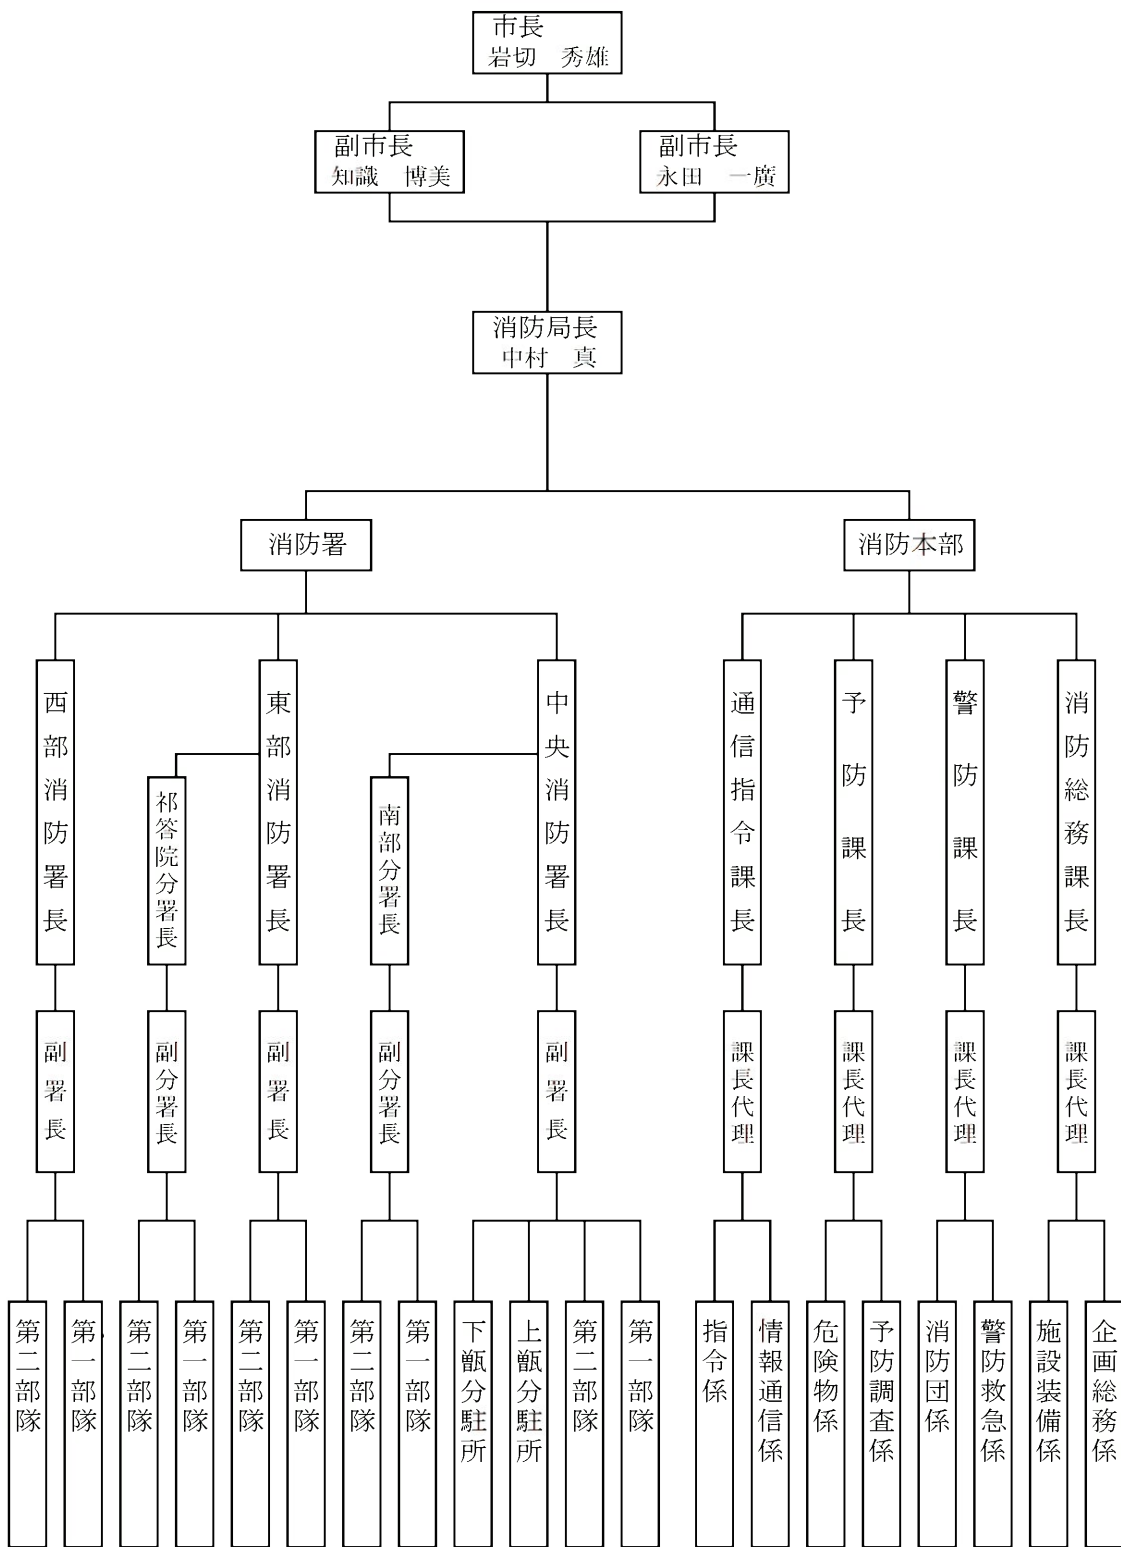 市長
岩切　秀雄
副市長
知識　博美
副市長
永田　一廣
消防局長
中村　真
消防署
消防本部
西部消防署長
祁答院分署長
東部消防署長
南部分署長
中央消防署長
通信指令課長
予防課長
警防課長
消防総務課長
副署長
副分署長
副署長
副分署長
副署長
課長代理
課長代理
課長代理
課長代理
第二部隊
第一部隊
第二部隊
第一部隊
第二部隊
第一部隊
第二部隊
第一部隊
下甑分駐所
上甑分駐所
第二部隊
第一部隊
指令係
情報通信係
危険物係
予防調査係
消防団係
警防救急係
施設装備係
企画総務係